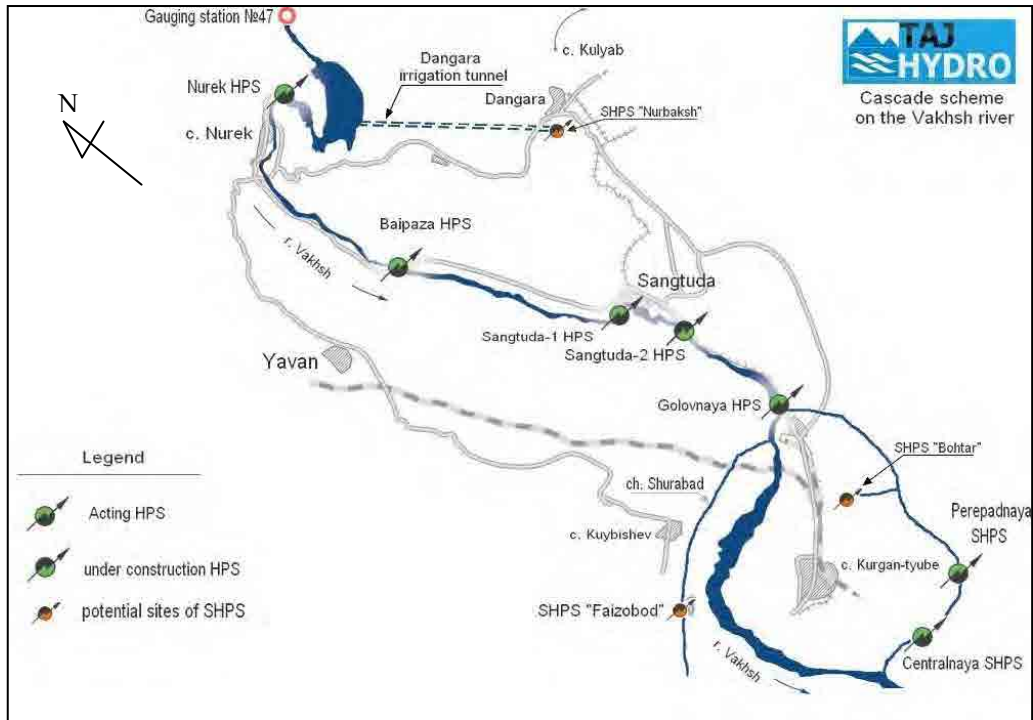 Gauging station №47
TAJ
HYDRO
Cascade scheme
on the Vakhsh river
c. Kulyab
Dangara
irrigation tunnel
Nurek HPS
Dangara
SHPS "Nurbaksh"
N
c. Nurek
Baipaza HPS
r. Vakhsh
Sangtuda
Sangtuda-1 HPS
Sangtuda-2 HPS
Yavan
Golovnaya HPS
SHPS "Bohtar"
Legend
ch. Shurabad
Acting HPS
Perepadnaya
SHPS
c. Kuybishev
c. Kurgan-tyube
under construction HPS
potential sites of SHPS
SHPS "Faizobod"
Centralnaya SHPS
r. Vakhsh